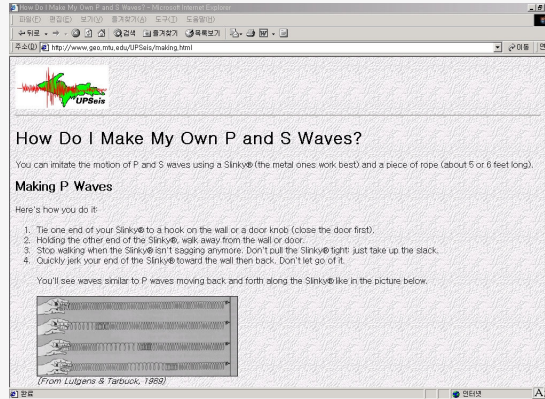 How Do I Make My Own P and S Waves? - Microsoft Internet Explorer
파일(F) 편집(E) 보기(V) 즐겨찾기(A) 도구(T) 도움말(H)
뒤로 검색 즐겨찾기 목록보기
주소(D) http://www.geo.mtu.edu/UPSeis/making.html 이동
UPSeis
How Do I Make My Own P and S Waves?
You can imitate the motion of P and S waves using a Slinky® (the metal ones work best) and a piece of rope (about 5 or 6 feet long).
Making P Waves
Here's how you do it:
1. Tie one end of your Slinky® to a hook on the wall or a door knob (close the door first).
2. Holding the other end of the Slinky®, walk away from the wall or door.
3. Stop walking when the Slinky® isn't sagging anymore. Don't pull the Slinky® tight: just take up the slack.
4. Quickly jerk your end of the Slinky® toward the wall then back. Don't let go of it.
You'll see waves similar to P waves moving back and forth along the Slinky® like in the picture below.
(From Lutgens & Tarbuck, 1989)
완료 인터넷 A